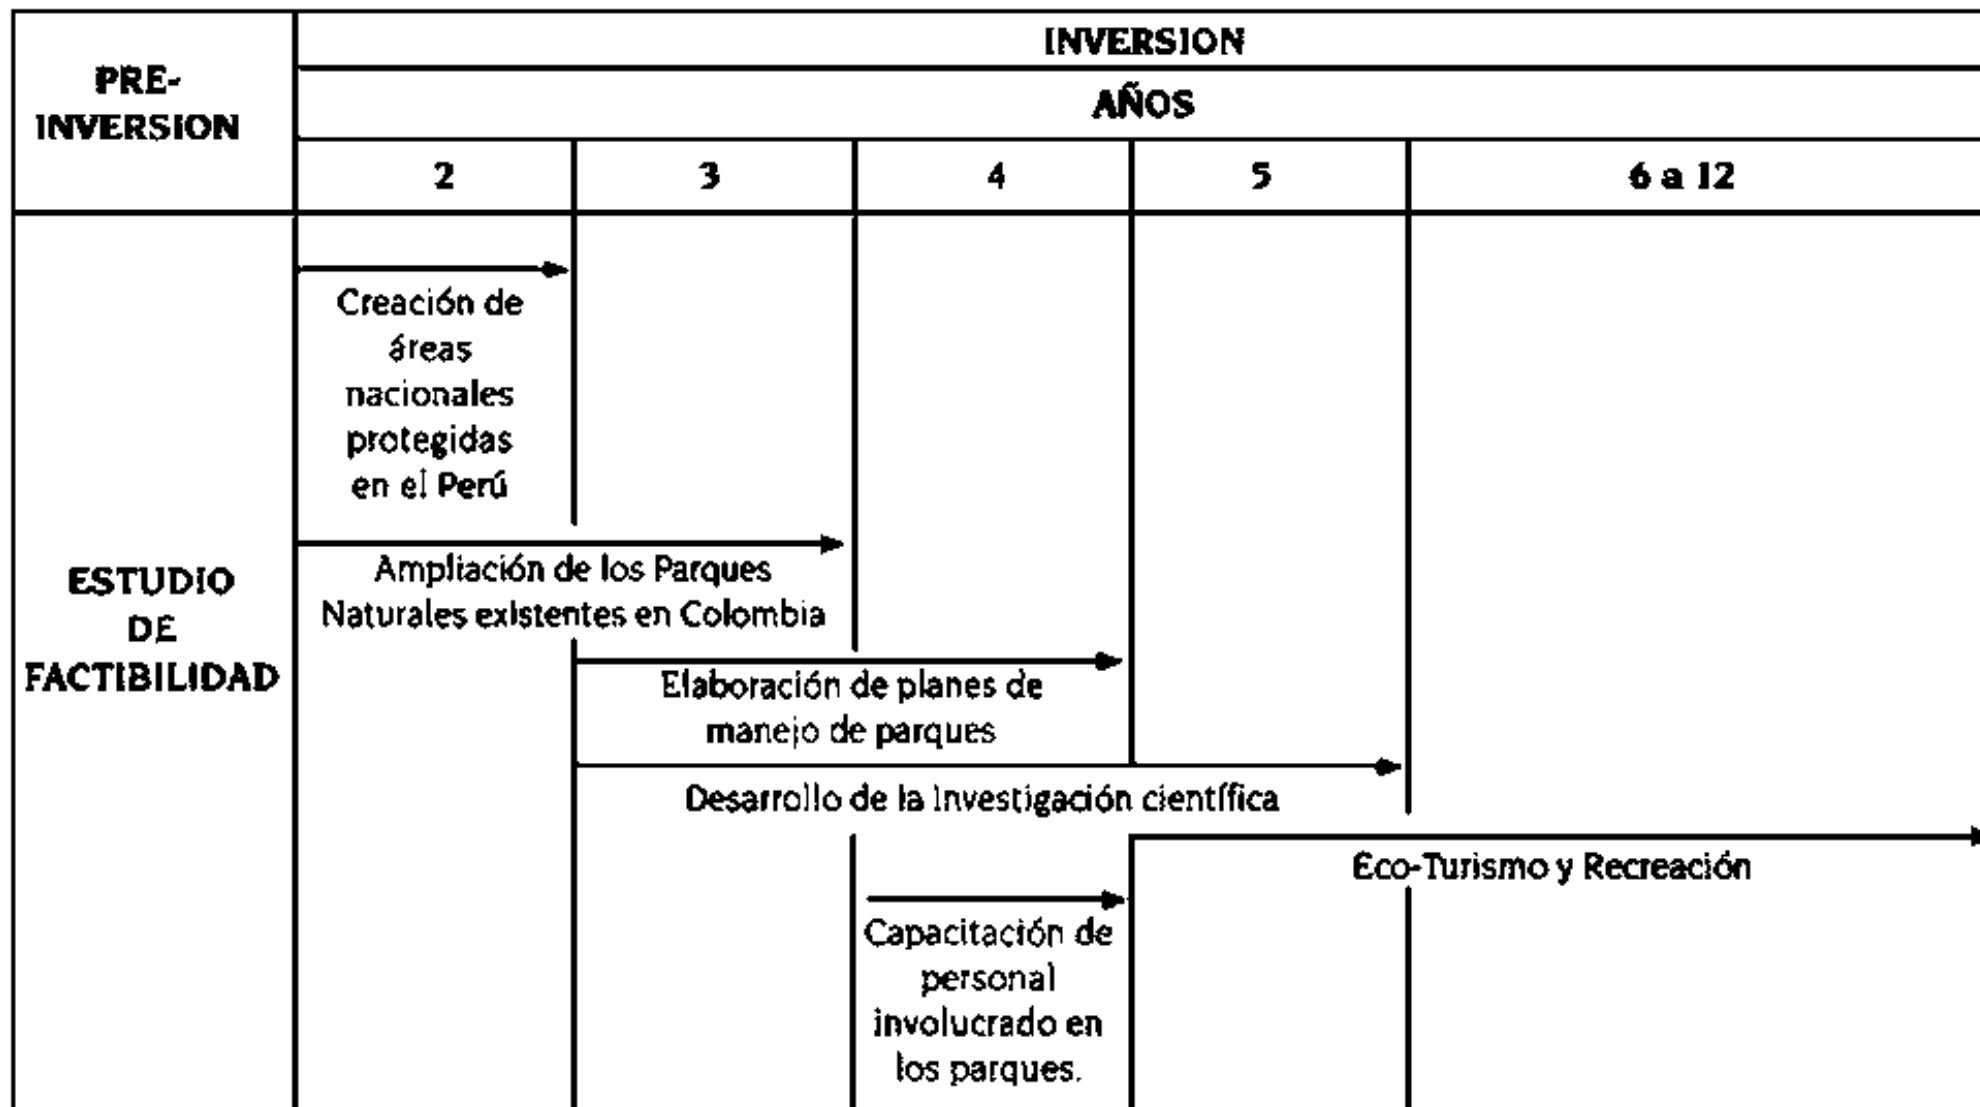 PRE-
INVERSION
INVERSION
AÑOS
2
3
4
5
6 a 12
ESTUDIO
DE
FACTIBILIDAD
Creación de
áreas
nacionales
protegidas
en el Perú
Ampliación de los Parques
Naturales existentes en Colombia
Elaboración de planes de
manejo de parques
Desarrollo de la Investigación científica
Eco-Turismo y Recreación
Capacitación de
personal
involucrado en
los parques.